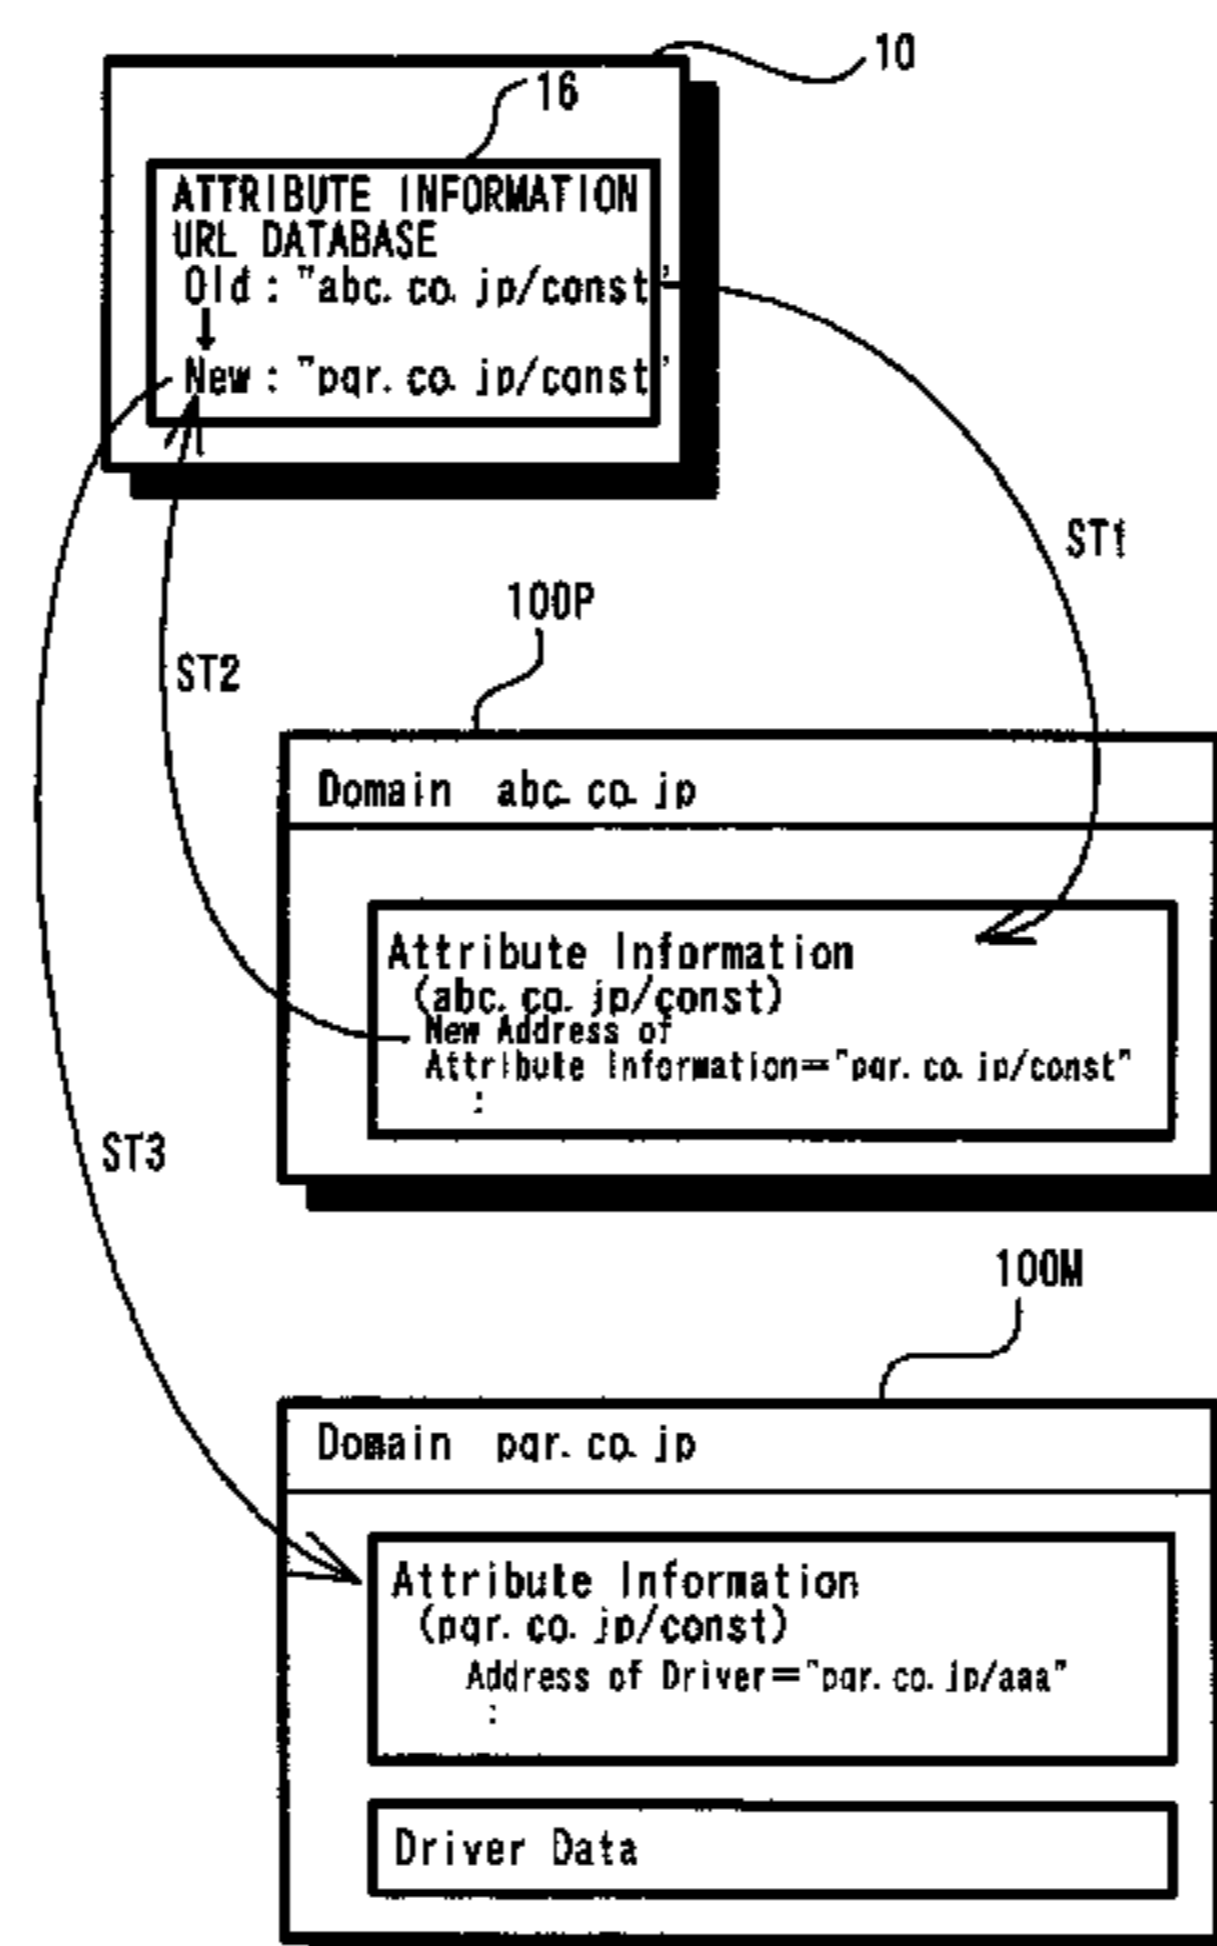 10
16
ATTRIBUTE INFORMATION
URL DATABASE
Old : "abc. co. jp/const"
New : "pqr. co. jp/const"
ST1
100P
ST2
Domain abc. co. jp
Attribute Information
(abc. co. jp/const)
New Address of
Attribute Information="pqr. co. jp/const"
:
ST3
100M
Domain pqr. co. jp
Attribute Information
(pqr. co. jp/const)
Address of Driver="pqr. co. jp/aaa"
:
Driver Data